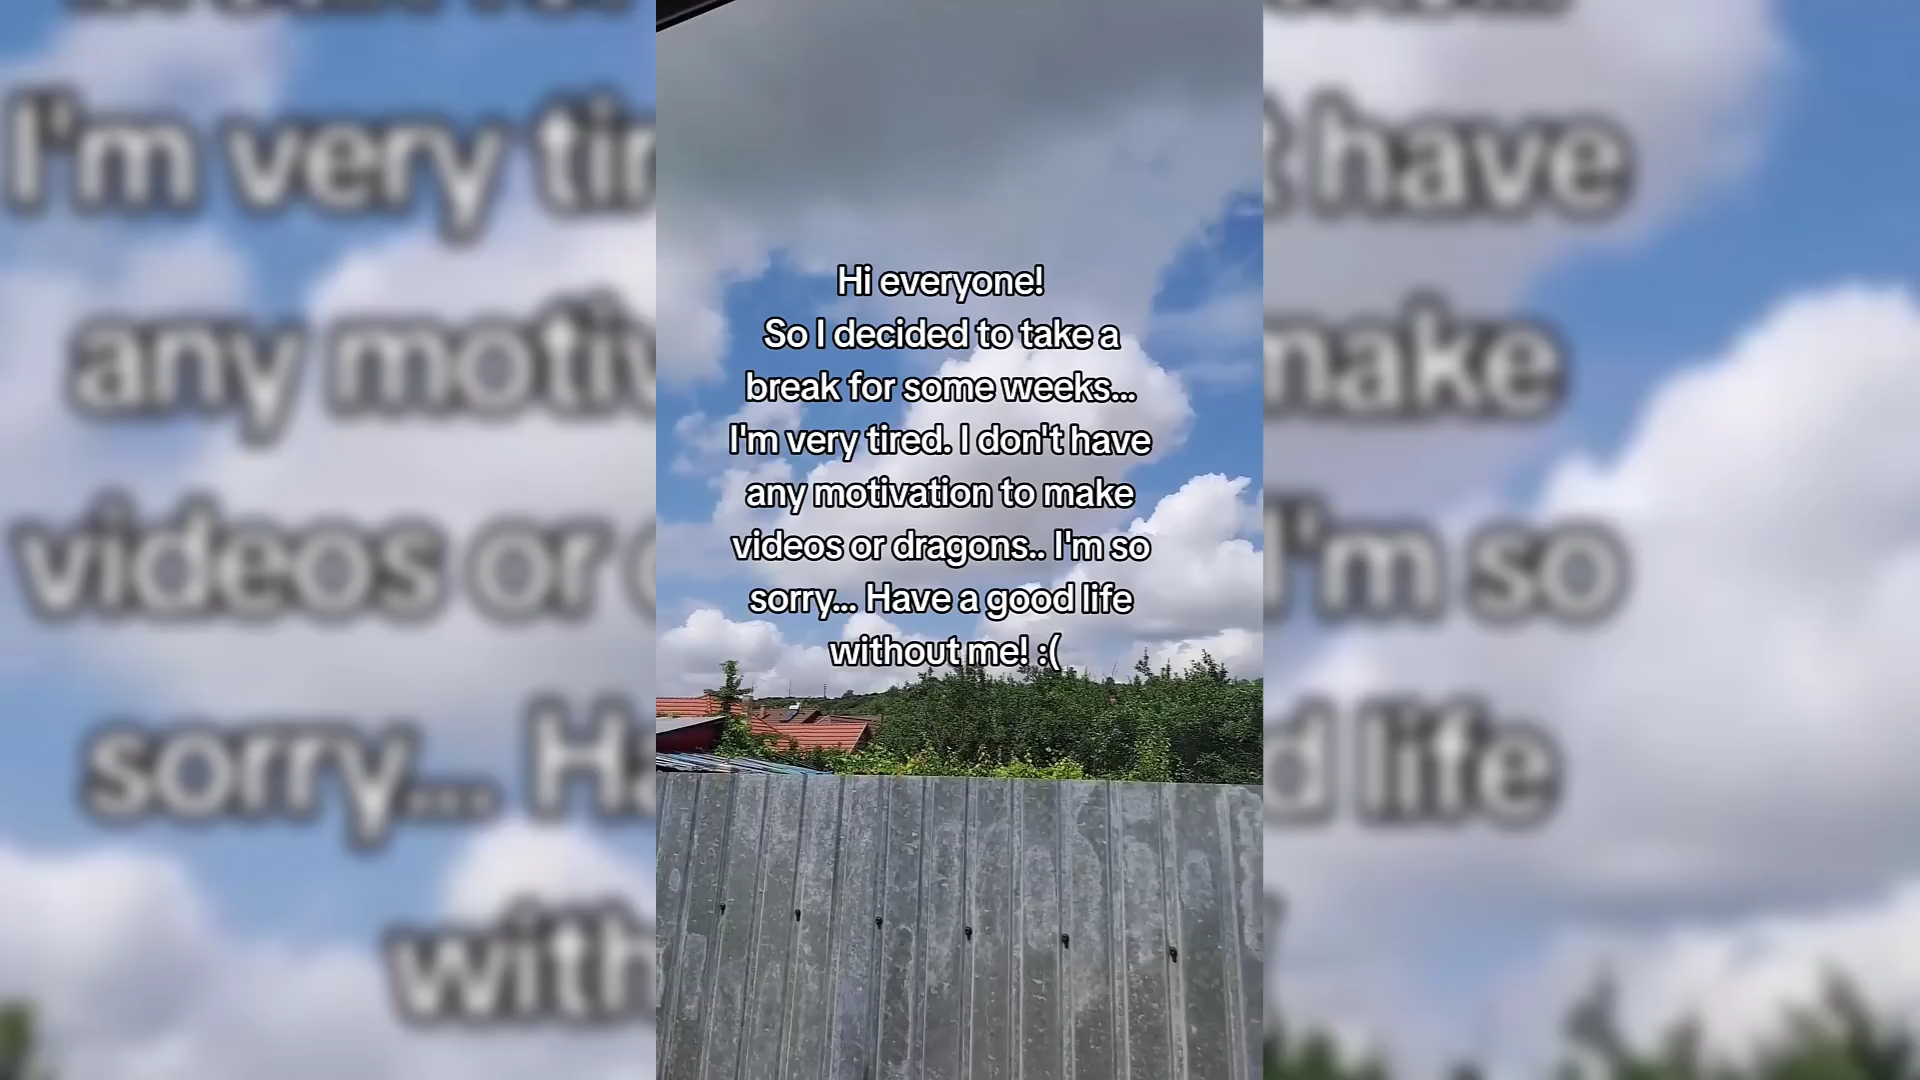 Hi everyone!
So I decided to take a
break for some weeks...
I'm very tired. I don't have
any motivation to make
videos or dragons.. I'm so
sorry... Have a good life
without me! :(